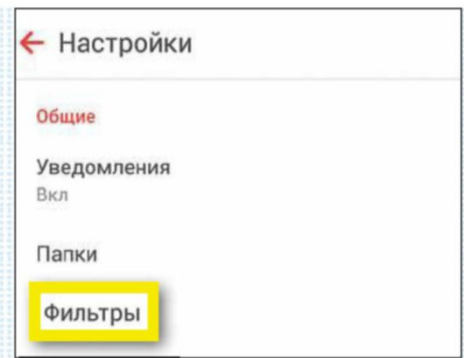 Настройки
Общие
Уведомления
Вкл
Папки
Фильтры